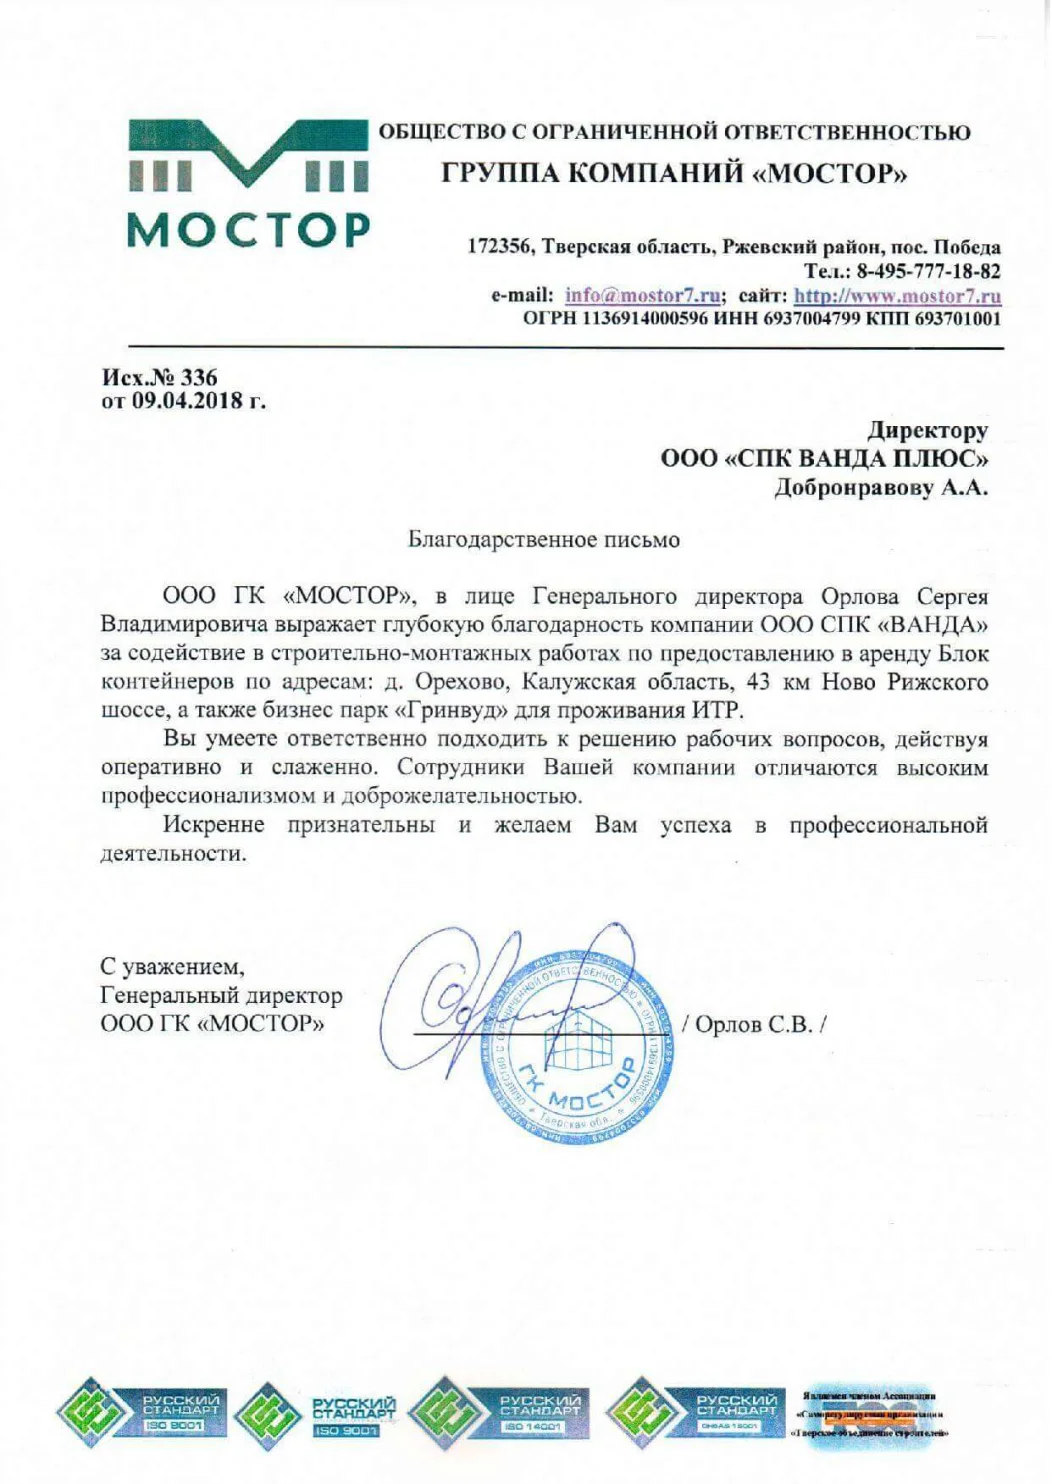 МОСТОР
ОБЩЕСТВО С ОГРАНИЧЕННОЙ ОТВЕТСТВЕННОСТЬЮ
ГРУППА КОМПАНИЙ «МОСТОР»
172356, Тверская область, Ржевский район, пос. Победа
Тел.: 8-495-777-18-82
e-mail: info@mostor7.ru; сайт: http://www.mostor7.ru
ОГРН 1136914000596 ИНН 6937004799 КПП 693701001
Исх.№ 336
от 09.04.2018 г.
Директору
ООО «СПК ВАНДА ПЛЮС»
Добронравову А.А.
Благодарственное письмо
ООО ГК «МОСТОР», в лице Генерального директора Орлова Сергея
Владимировича выражает глубокую благодарность компании ООО СПК «ВАНДА»
за содействие в строительно-монтажных работах по предоставлению в аренду Блок
контейнеров по адресам: д. Орехово, Калужская область, 43 км Ново Рижского
шоссе, а также бизнес парк «Гринвуд» для проживания ИТР.
Вы умеете ответственно подходить к решению рабочих вопросов, действуя
оперативно и слаженно. Сотрудники Вашей компании отличаются высоким
профессионализмом и доброжелательностью.
Искренне признательны и желаем Вам успеха в профессиональной
деятельности.
С уважением,
Генеральный директор
ООО ГК «МОСТОР» / Орлов С.В. /
ОБЩЕСТВО С ОГРАНИЧЕННОЙ ОТВЕТСТВЕННОСТЬЮ
ОГРН 1136914000596
ГК МОСТОР
Тверская обл.
РУССКИЙ
СТАНДАРТ
ISO 9001
РУССКИЙ
СТАНДАРТ
ISO 9001
РУССКИЙ
СТАНДАРТ
ISO 14001
РУССКИЙ
СТАНДАРТ
OHSAS 18001
Являемся членом Ассоциации
«Саморегулируемая организация
«Тверское объединение строителей»